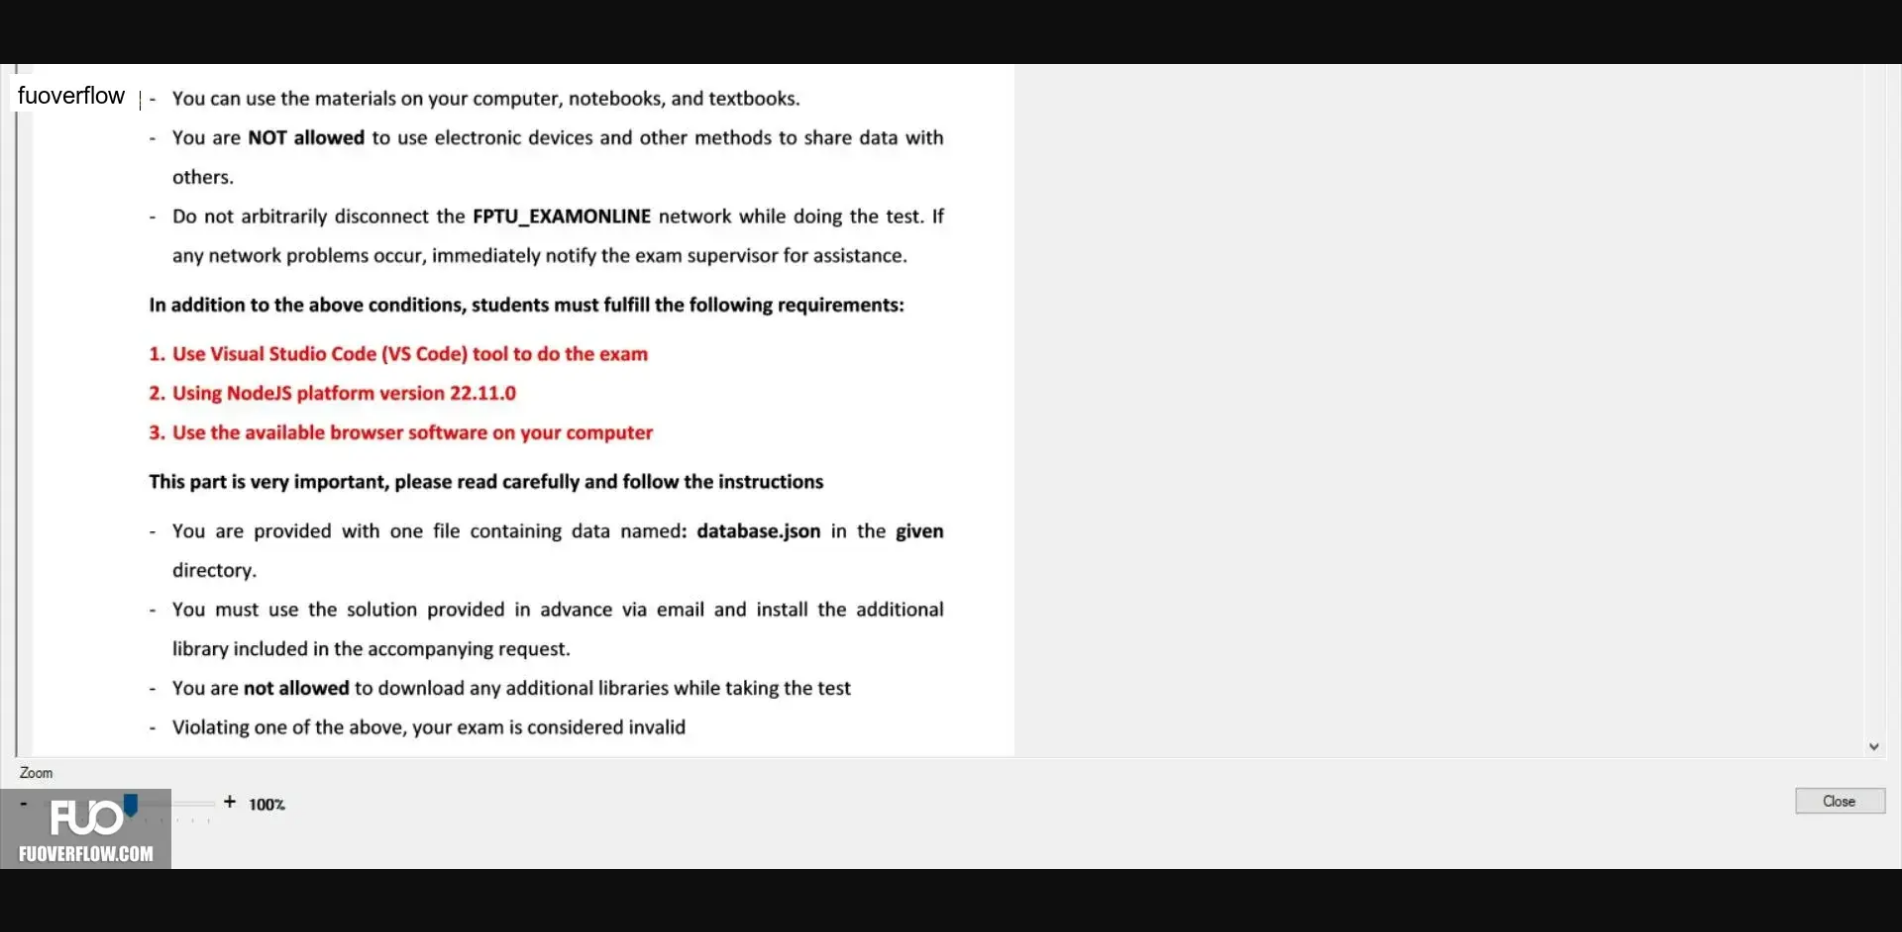 fuoverflow
- You can use the materials on your computer, notebooks, and textbooks.
- You are NOT allowed to use electronic devices and other methods to share data with
others.
- Do not arbitrarily disconnect the FPTU_EXAMONLINE network while doing the test. If
any network problems occur, immediately notify the exam supervisor for assistance.
In addition to the above conditions, students must fulfill the following requirements:
1. Use Visual Studio Code (VS Code) tool to do the exam
2. Using NodeJS platform version 22.11.0
3. Use the available browser software on your computer
This part is very important, please read carefully and follow the instructions
- You are provided with one file containing data named: database.json in the given
directory.
- You must use the solution provided in advance via email and install the additional
library included in the accompanying request.
- You are not allowed to download any additional libraries while taking the test
- Violating one of the above, your exam is considered invalid
Zoom
- + 100%
Close
FUO
FUOVERFLOW.COM